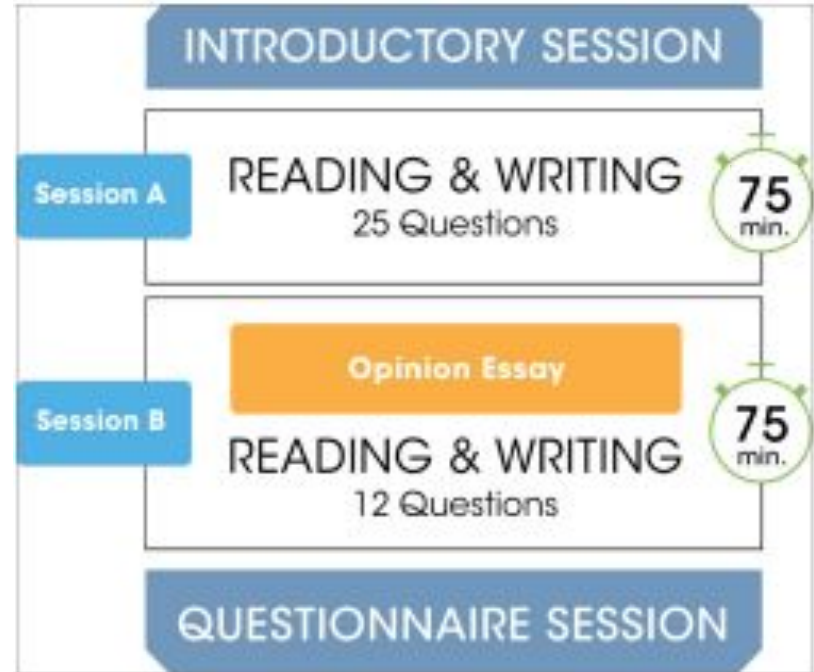 INTRODUCTORY SESSION
Session A
READING & WRITING
25 Questions
75
min.
Opinion Essay
Session B
READING & WRITING
12 Questions
75
min.
QUESTIONNAIRE SESSION